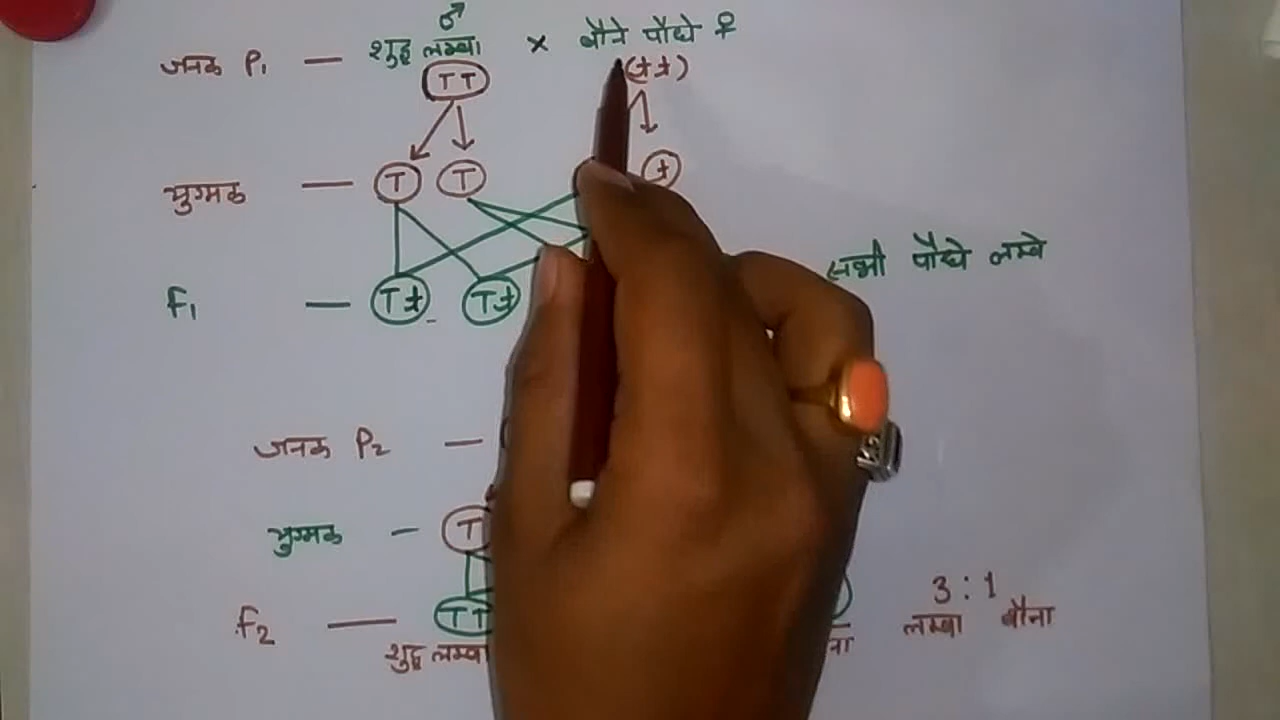 जनक P₁ — शुद्ध लम्बा ♂ × बौने पौधे ♀
TT (tt)
युग्मक — T T t
F₁ — Tt Tt सभी पौधे लम्बे
जनक P₂ —
युग्मक — T
F₂ — TT 3 : 1
शुद्ध लम्बा ना लम्बा बौना